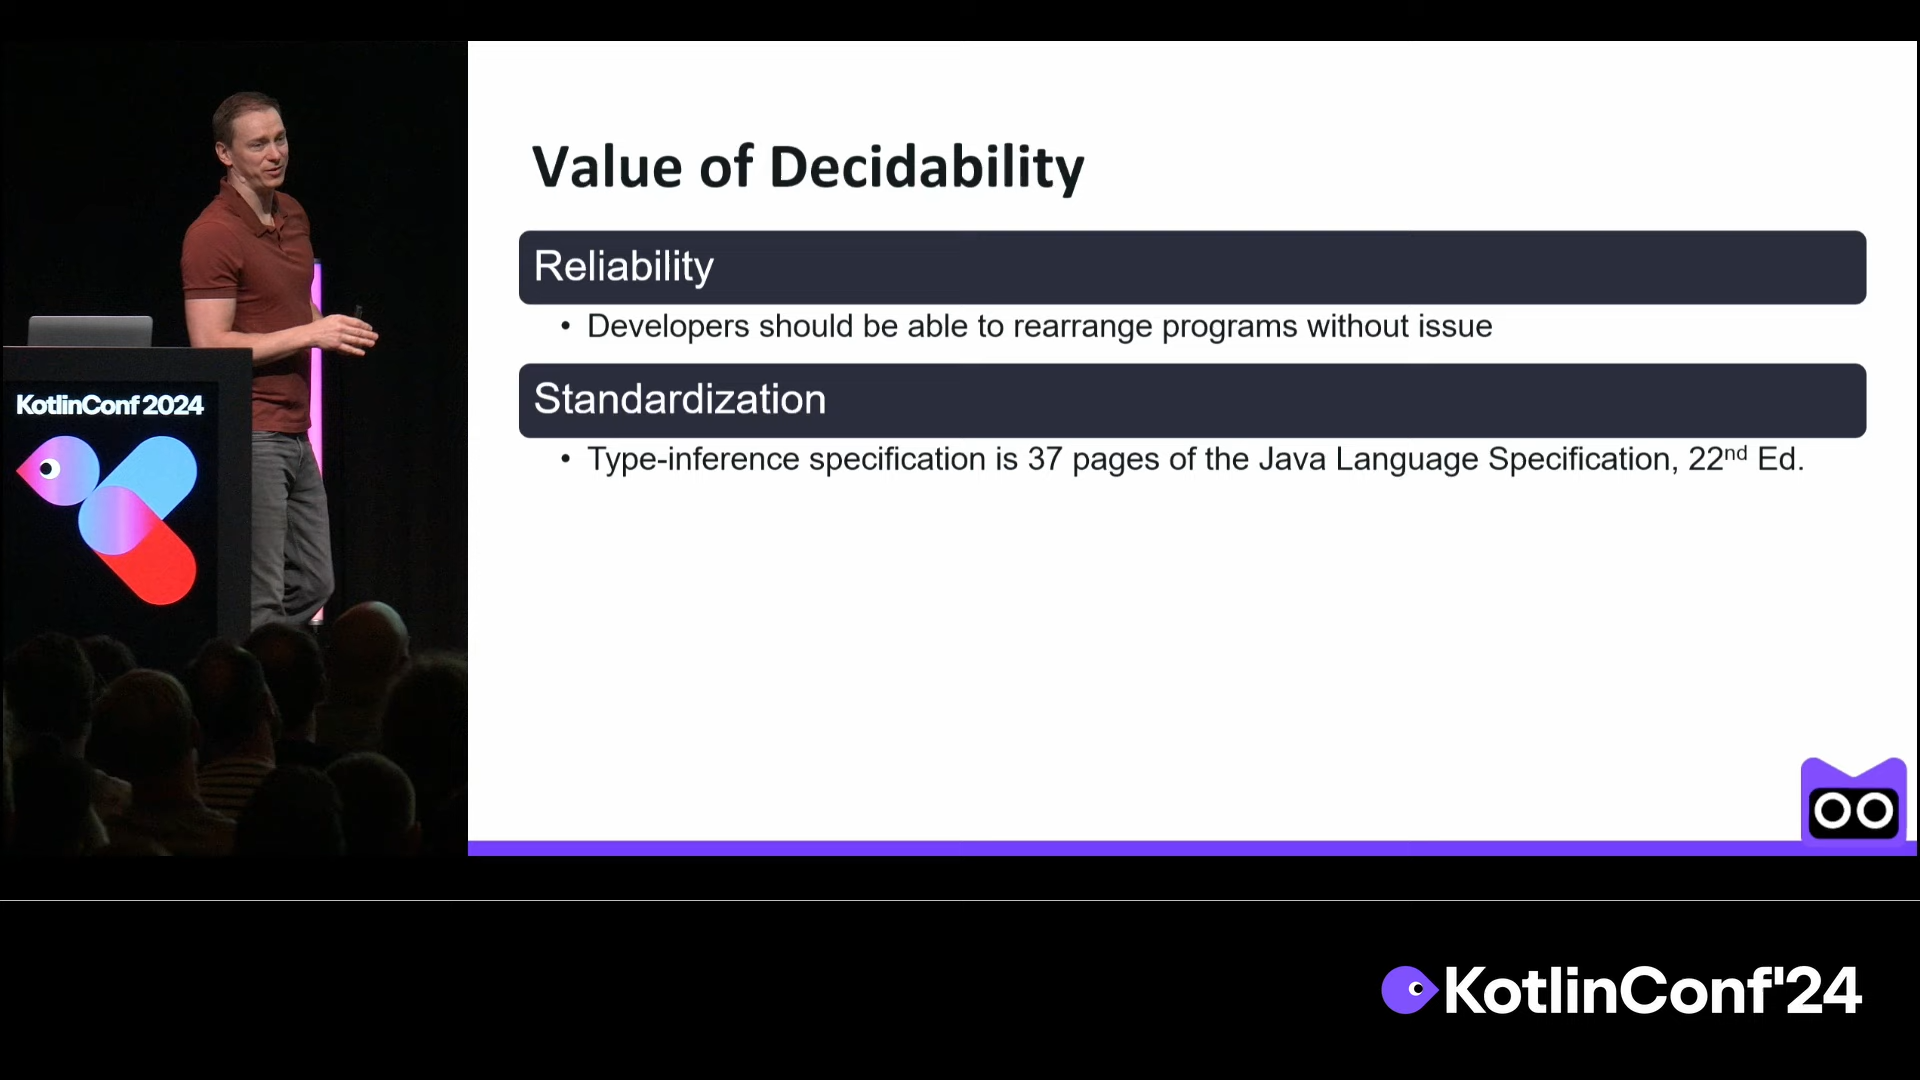 Value of Decidability
Reliability
• Developers should be able to rearrange programs without issue
Standardization
• Type-inference specification is 37 pages of the Java Language Specification, 22nd Ed.
KotlinConf 2024
KotlinConf'24